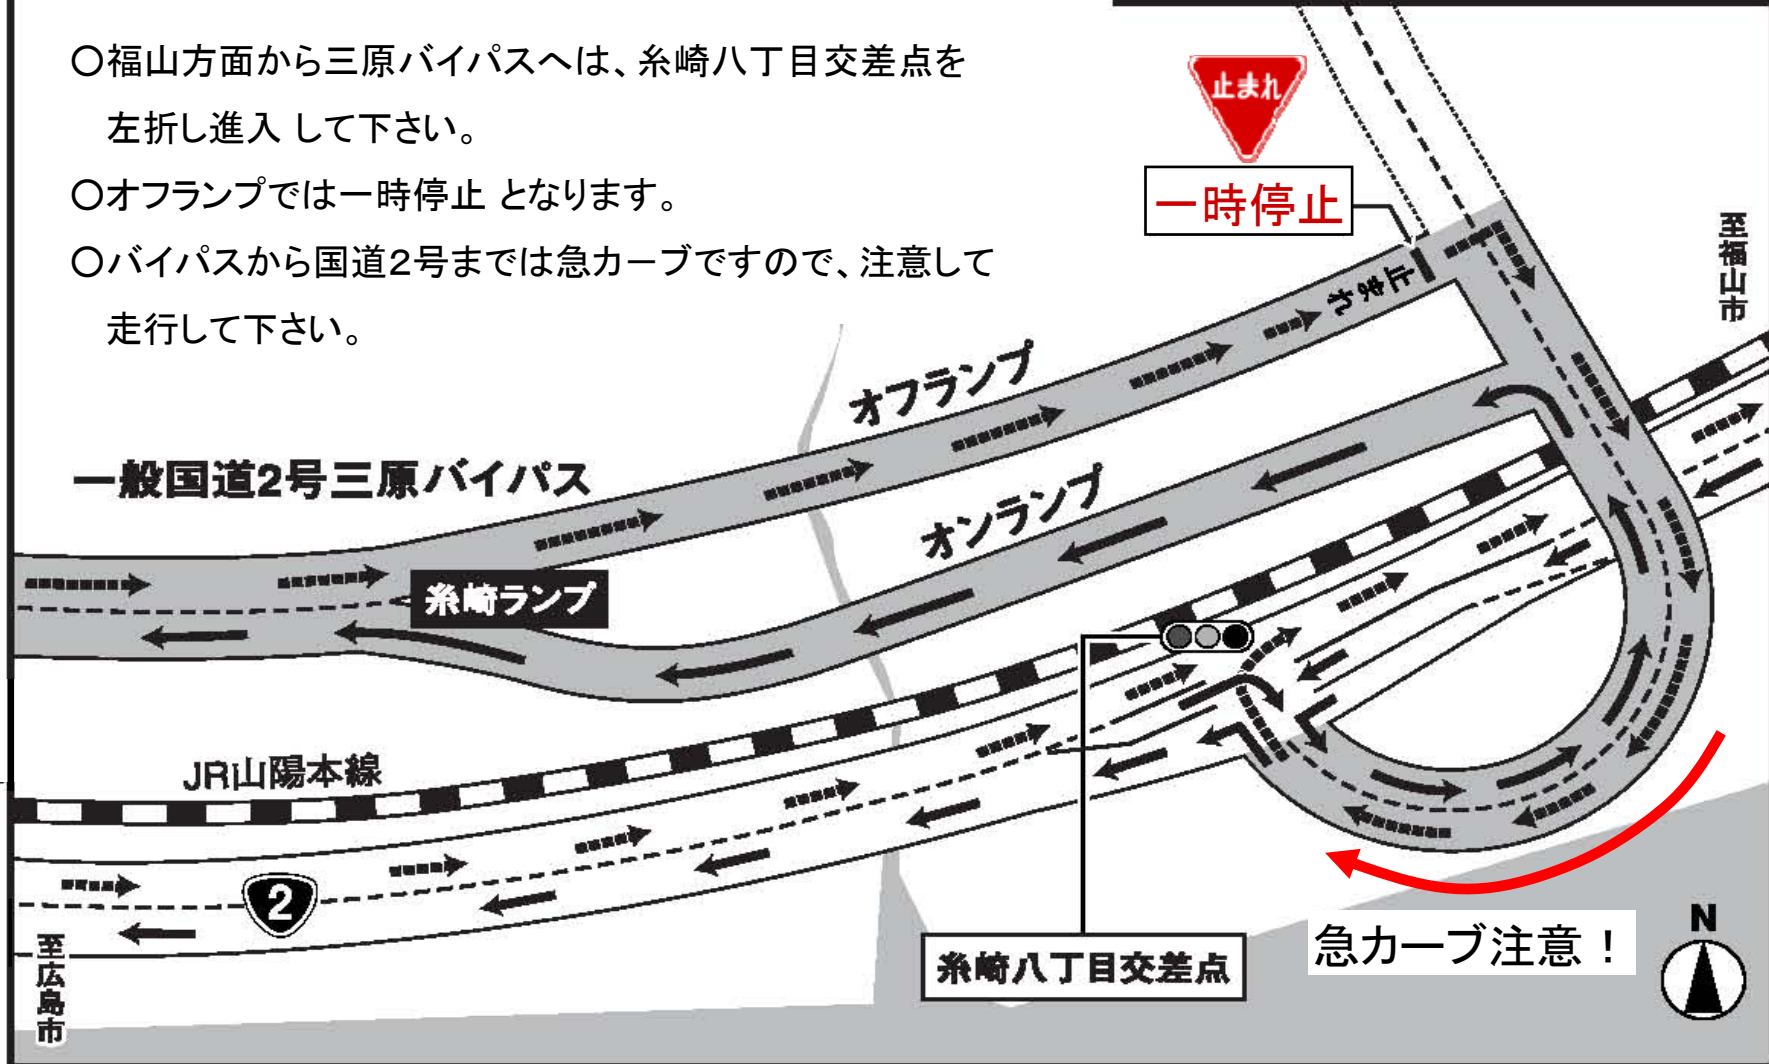 〇福山方面から三原バイパスへは、糸崎八丁目交差点を
左折し進入 して下さい。
〇オフランプでは一時停止 となります。
〇バイパスから国道2号までは急カーブですので、注意して
走行して下さい。
止まれ
一時停止
至福山市
止まれ
オフランプ
一般国道2号三原バイパス
オンランプ
糸崎ランプ
JR山陽本線
2
至広島市
糸崎八丁目交差点
急カーブ注意！
N